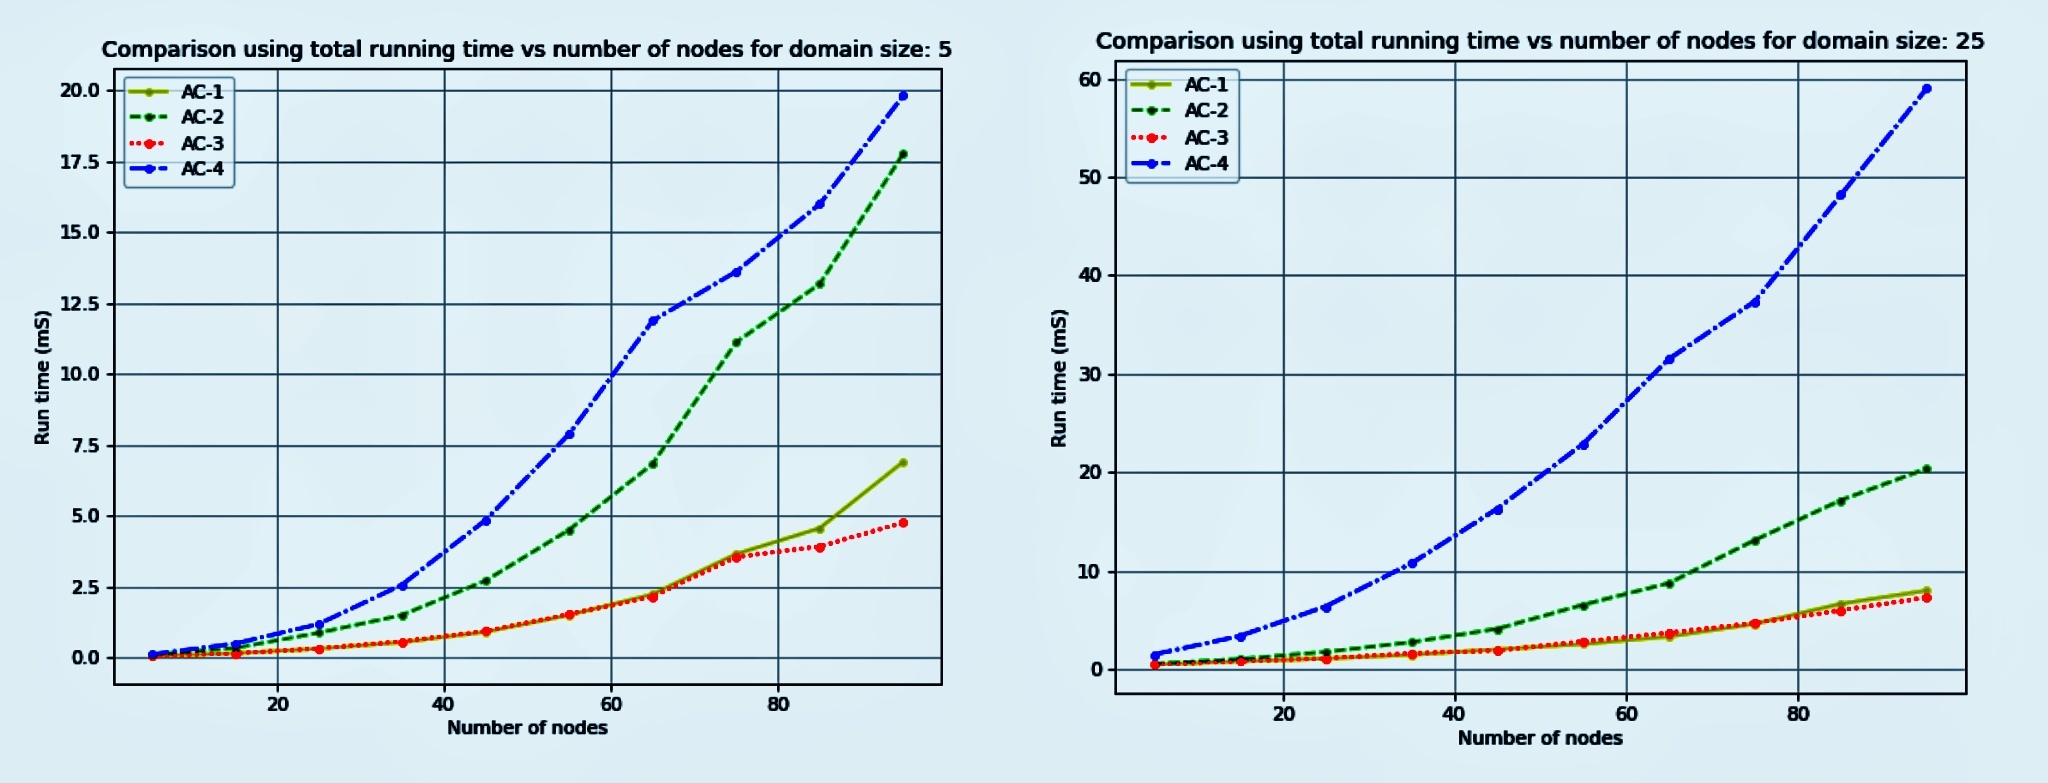 Comparison using total running time vs number of nodes for domain size: 5
AC-1
AC-2
AC-3
AC-4
20.0
17.5
15.0
12.5
10.0
7.5
5.0
2.5
0.0
Run time (mS)
20 40 60 80
Number of nodes
Comparison using total running time vs number of nodes for domain size: 25
AC-1
AC-2
AC-3
AC-4
60
50
40
30
20
10
0
Run time (mS)
20 40 60 80
Number of nodes